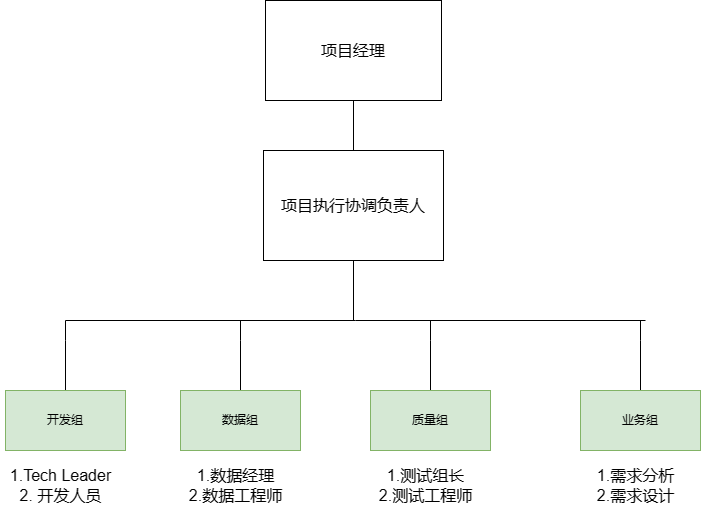 项目经理
项目执行协调负责人
开发组
数据组
质量组
业务组
1.Tech Leader
2. 开发人员
1.数据经理
2.数据工程师
1.测试组长
2.测试工程师
1.需求分析
2.需求设计